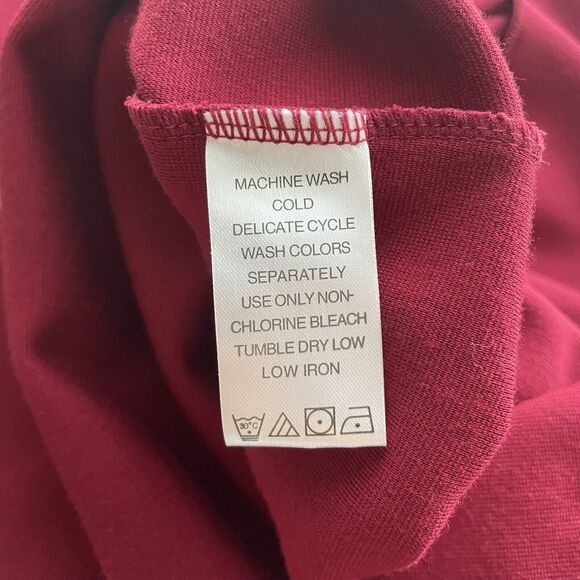 MACHINE WASH
COLD
DELICATE CYCLE
WASH COLORS
SEPARATELY
USE ONLY NON-
CHLORINE BLEACH
TUMBLE DRY LOW
LOW IRON
30°C